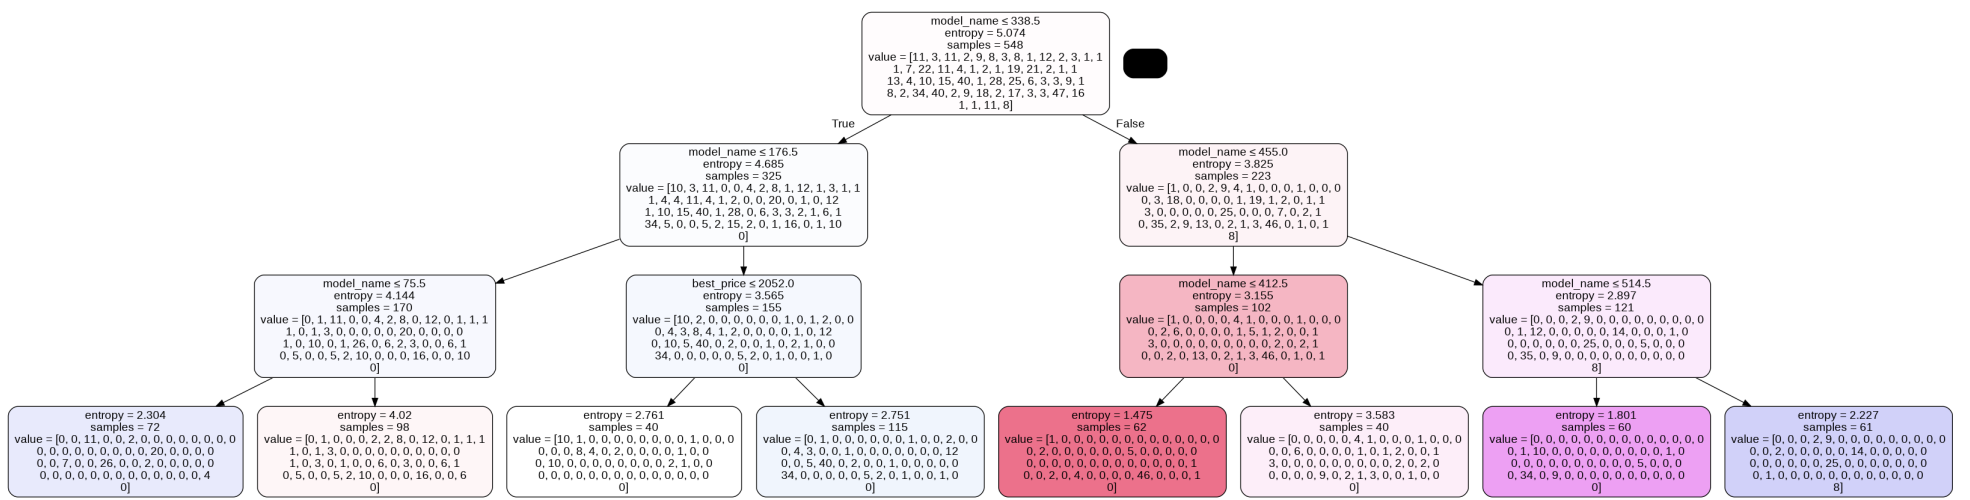 model_name ≤ 338.5
entropy = 5.074
samples = 548
value = [11, 3, 11, 2, 9, 8, 3, 8, 1, 12, 2, 3, 1, 1
1, 7, 22, 11, 4, 1, 2, 1, 19, 21, 2, 1, 1
13, 4, 10, 15, 40, 1, 28, 25, 6, 3, 3, 9, 1
8, 2, 34, 40, 2, 9, 18, 2, 17, 3, 3, 47, 16
1, 1, 11, 8]
True
False
model_name ≤ 176.5
entropy = 4.685
samples = 325
value = [10, 3, 11, 0, 0, 4, 2, 8, 1, 12, 1, 3, 1, 1
1, 4, 4, 11, 4, 1, 2, 0, 0, 20, 0, 1, 0, 12
1, 10, 15, 40, 1, 28, 0, 6, 3, 3, 2, 1, 6, 1
34, 5, 0, 0, 5, 2, 15, 2, 0, 1, 16, 0, 1, 10
0]
model_name ≤ 455.0
entropy = 3.825
samples = 223
value = [1, 0, 0, 2, 9, 4, 1, 0, 0, 0, 1, 0, 0, 0
0, 3, 18, 0, 0, 0, 0, 1, 19, 1, 2, 0, 1, 1
3, 0, 0, 0, 0, 0, 25, 0, 0, 0, 7, 0, 2, 1
0, 35, 2, 9, 13, 0, 2, 1, 3, 46, 0, 1, 0, 1
8]
model_name ≤ 75.5
entropy = 4.144
samples = 170
value = [0, 1, 11, 0, 0, 4, 2, 8, 0, 12, 0, 1, 1, 1
1, 0, 1, 3, 0, 0, 0, 0, 0, 20, 0, 0, 0, 0
1, 0, 10, 0, 1, 26, 0, 6, 2, 3, 0, 0, 6, 1
0, 5, 0, 0, 5, 2, 10, 0, 0, 0, 16, 0, 0, 10
0]
best_price ≤ 2052.0
entropy = 3.565
samples = 155
value = [10, 2, 0, 0, 0, 0, 0, 0, 1, 0, 1, 2, 0, 0
0, 4, 3, 8, 4, 1, 2, 0, 0, 0, 0, 1, 0, 12
0, 10, 5, 40, 0, 2, 0, 0, 1, 0, 2, 1, 0, 0
34, 0, 0, 0, 0, 0, 5, 2, 0, 1, 0, 0, 1, 0
0]
model_name ≤ 412.5
entropy = 3.155
samples = 102
value = [1, 0, 0, 0, 0, 4, 1, 0, 0, 0, 1, 0, 0, 0
0, 2, 6, 0, 0, 0, 0, 1, 5, 1, 2, 0, 0, 1
3, 0, 0, 0, 0, 0, 0, 0, 0, 0, 2, 0, 2, 1
0, 0, 2, 0, 13, 0, 2, 1, 3, 46, 0, 1, 0, 1
0]
model_name ≤ 514.5
entropy = 2.897
samples = 121
value = [0, 0, 0, 2, 9, 0, 0, 0, 0, 0, 0, 0, 0, 0
0, 1, 12, 0, 0, 0, 0, 0, 14, 0, 0, 0, 1, 0
0, 0, 0, 0, 0, 0, 25, 0, 0, 0, 5, 0, 0, 0
0, 35, 0, 9, 0, 0, 0, 0, 0, 0, 0, 0, 0, 0
8]
entropy = 2.304
samples = 72
value = [0, 0, 11, 0, 0, 2, 0, 0, 0, 0, 0, 0, 0, 0
0, 0, 0, 0, 0, 0, 0, 0, 0, 20, 0, 0, 0, 0
0, 0, 7, 0, 0, 26, 0, 0, 2, 0, 0, 0, 0, 0
0, 0, 0, 0, 0, 0, 0, 0, 0, 0, 0, 0, 0, 4
0]
entropy = 4.02
samples = 98
value = [0, 1, 0, 0, 0, 2, 2, 8, 0, 12, 0, 1, 1, 1
1, 0, 1, 3, 0, 0, 0, 0, 0, 0, 0, 0, 0, 0
1, 0, 3, 0, 1, 0, 0, 6, 0, 3, 0, 0, 6, 1
0, 5, 0, 0, 5, 2, 10, 0, 0, 0, 16, 0, 0, 6
0]
entropy = 2.761
samples = 40
value = [10, 1, 0, 0, 0, 0, 0, 0, 0, 0, 1, 0, 0, 0
0, 0, 0, 8, 4, 0, 2, 0, 0, 0, 0, 1, 0, 0
0, 10, 0, 0, 0, 0, 0, 0, 0, 0, 2, 1, 0, 0
0, 0, 0, 0, 0, 0, 0, 0, 0, 0, 0, 0, 0, 0
0]
entropy = 2.751
samples = 115
value = [0, 1, 0, 0, 0, 0, 0, 0, 1, 0, 0, 2, 0, 0
0, 4, 3, 0, 0, 1, 0, 0, 0, 0, 0, 0, 0, 12
0, 0, 5, 40, 0, 2, 0, 0, 1, 0, 0, 0, 0, 0
34, 0, 0, 0, 0, 0, 5, 2, 0, 1, 0, 0, 1, 0
0]
entropy = 1.475
samples = 62
value = [1, 0, 0, 0, 0, 0, 0, 0, 0, 0, 0, 0, 0, 0
0, 2, 0, 0, 0, 0, 0, 0, 5, 0, 0, 0, 0, 0
0, 0, 0, 0, 0, 0, 0, 0, 0, 0, 0, 0, 0, 1
0, 0, 2, 0, 4, 0, 0, 0, 0, 46, 0, 0, 0, 1
0]
entropy = 3.583
samples = 40
value = [0, 0, 0, 0, 0, 4, 1, 0, 0, 0, 1, 0, 0, 0
0, 0, 6, 0, 0, 0, 0, 1, 0, 1, 2, 0, 0, 1
3, 0, 0, 0, 0, 0, 0, 0, 0, 0, 2, 0, 2, 0
0, 0, 0, 0, 9, 0, 2, 1, 3, 0, 0, 1, 0, 0
0]
entropy = 1.801
samples = 60
value = [0, 0, 0, 0, 0, 0, 0, 0, 0, 0, 0, 0, 0, 0
0, 1, 10, 0, 0, 0, 0, 0, 0, 0, 0, 0, 1, 0
0, 0, 0, 0, 0, 0, 0, 0, 0, 0, 5, 0, 0, 0
0, 34, 0, 9, 0, 0, 0, 0, 0, 0, 0, 0, 0, 0
0]
entropy = 2.227
samples = 61
value = [0, 0, 0, 2, 9, 0, 0, 0, 0, 0, 0, 0, 0, 0
0, 0, 2, 0, 0, 0, 0, 0, 14, 0, 0, 0, 0, 0
0, 0, 0, 0, 0, 0, 25, 0, 0, 0, 0, 0, 0, 0
0, 1, 0, 0, 0, 0, 0, 0, 0, 0, 0, 0, 0, 0
8]